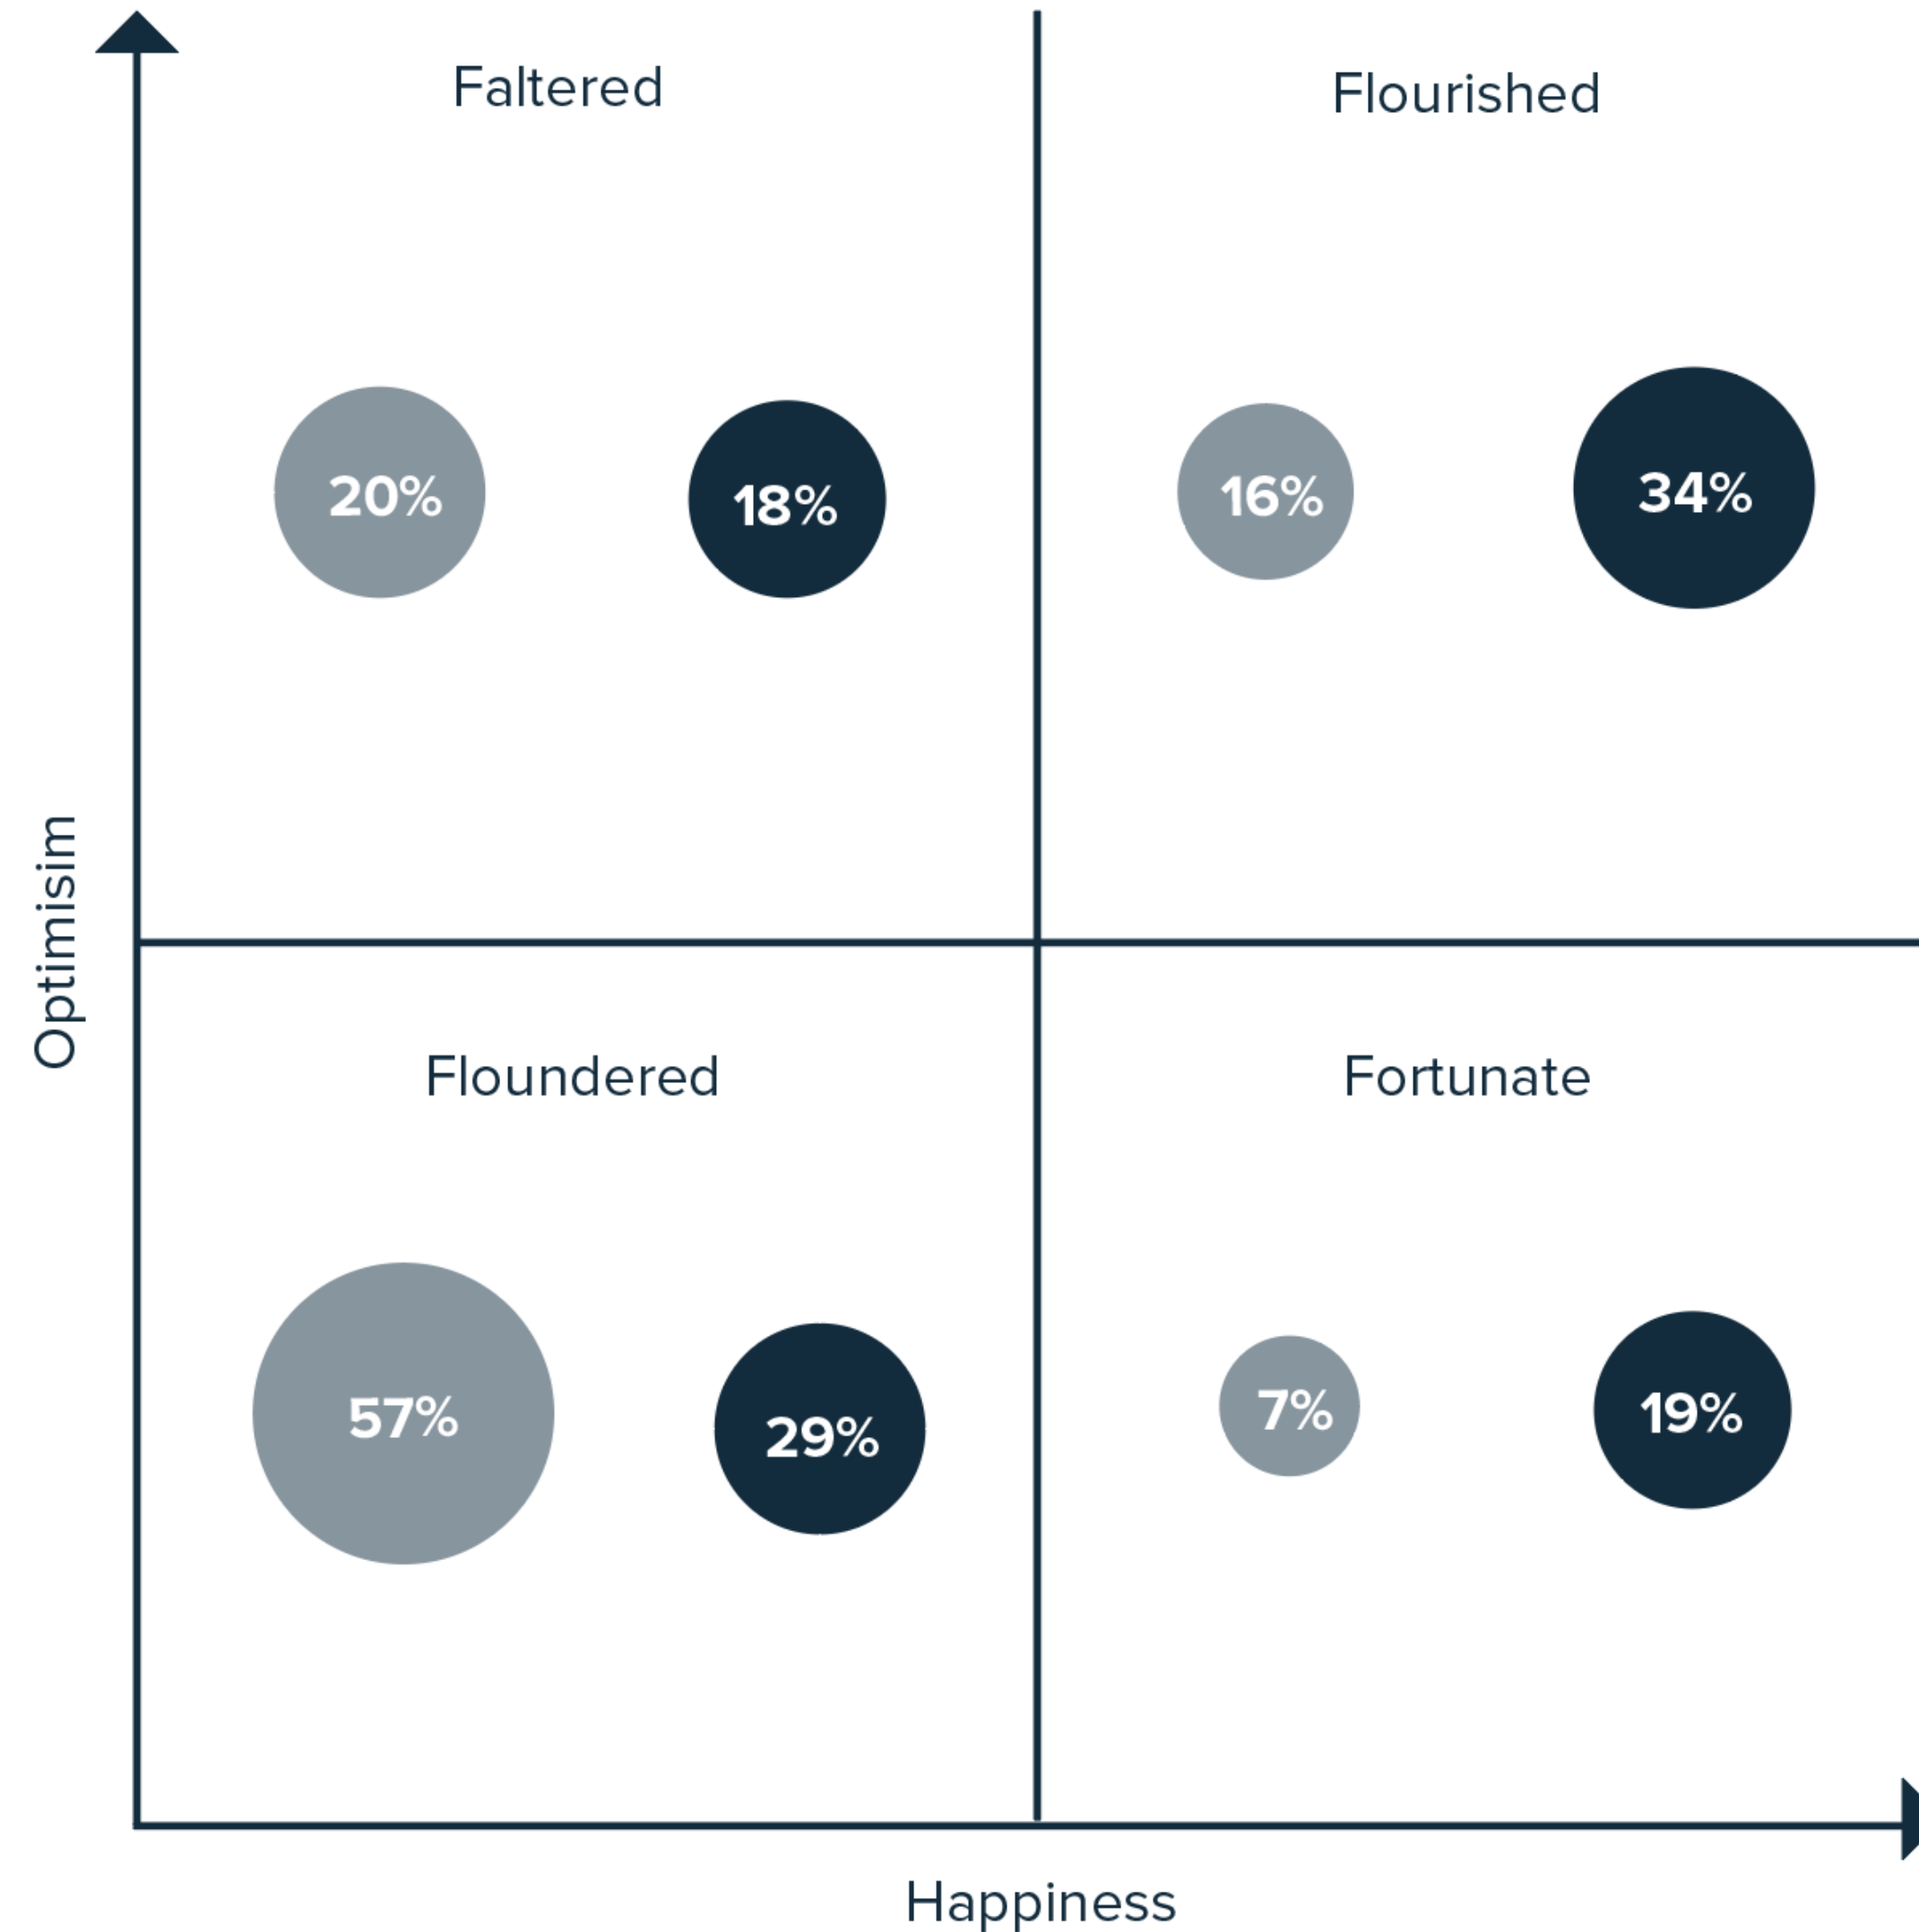 Faltered
Flourished
20%
18%
16%
34%
Optimisim
Floundered
Fortunate
57%
29%
7%
19%
Happiness